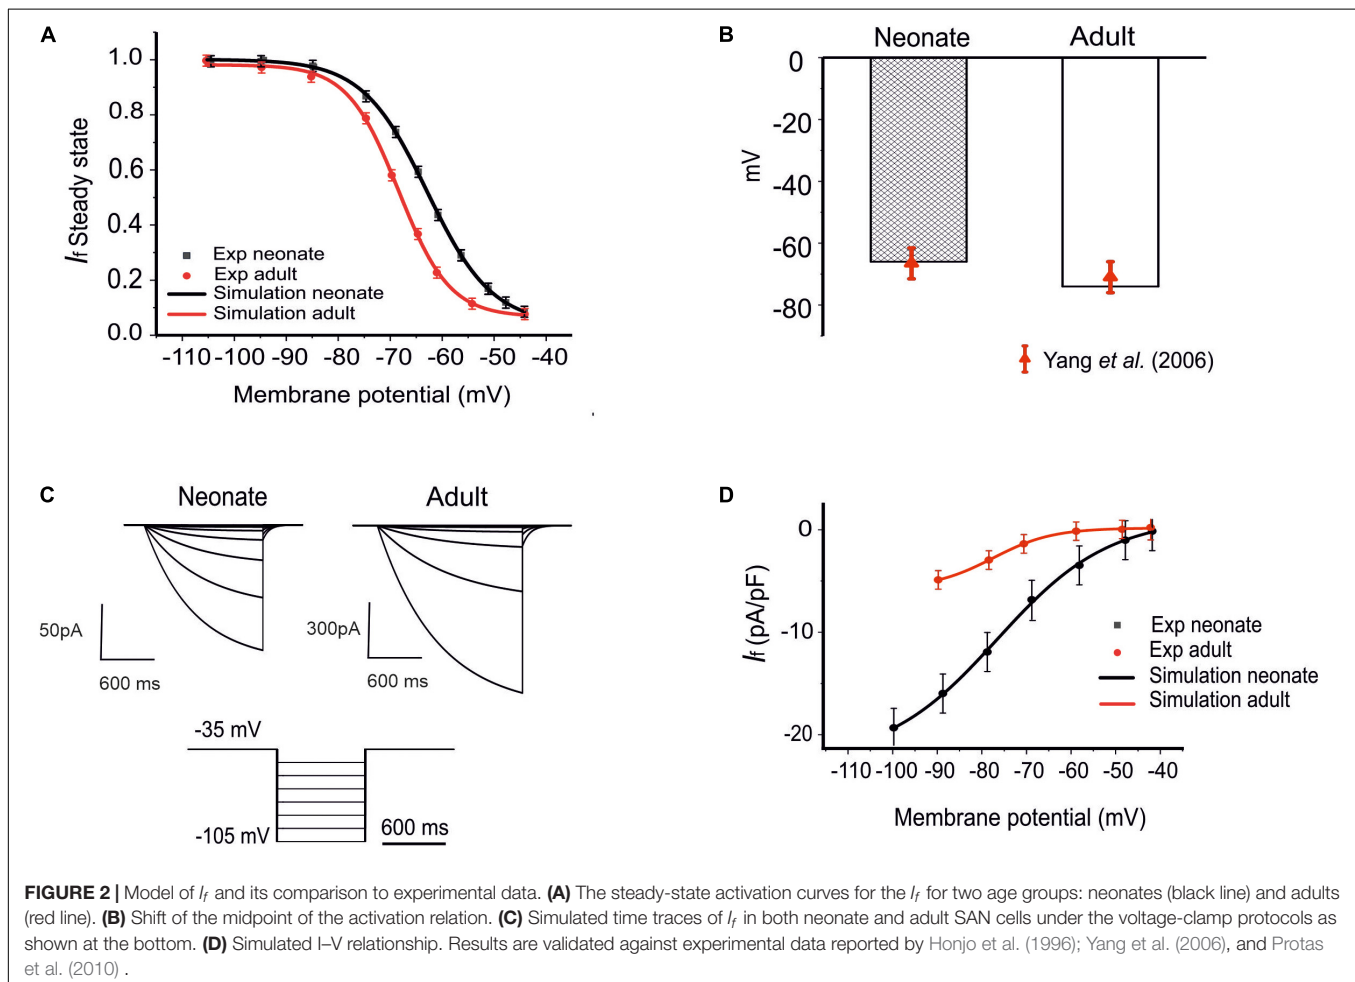 A
1.0
0.8
0.6
0.4
0.2
0.0
If Steady state
Exp neonate
Exp adult
Simulation neonate
Simulation adult
-110 -100 -90 -80 -70 -60 -50 -40
Membrane potential (mV)
B
Neonate Adult
0
-20
-40
-60
-80
mV
Yang et al. (2006)
C
Neonate Adult
50pA
600 ms
300pA
600 ms
-35 mV
-105 mV
600 ms
D
0
-10
-20
If (pA/pF)
Exp neonate
Exp adult
Simulation neonate
Simulation adult
-110 -100 -90 -80 -70 -60 -50 -40
Membrane potential (mV)
FIGURE 2 | Model of If and its comparison to experimental data. (A) The steady-state activation curves for the If for two age groups: neonates (black line) and adults
(red line). (B) Shift of the midpoint of the activation relation. (C) Simulated time traces of If in both neonate and adult SAN cells under the voltage-clamp protocols as
shown at the bottom. (D) Simulated I–V relationship. Results are validated against experimental data reported by Honjo et al. (1996); Yang et al. (2006), and Protas
et al. (2010) .